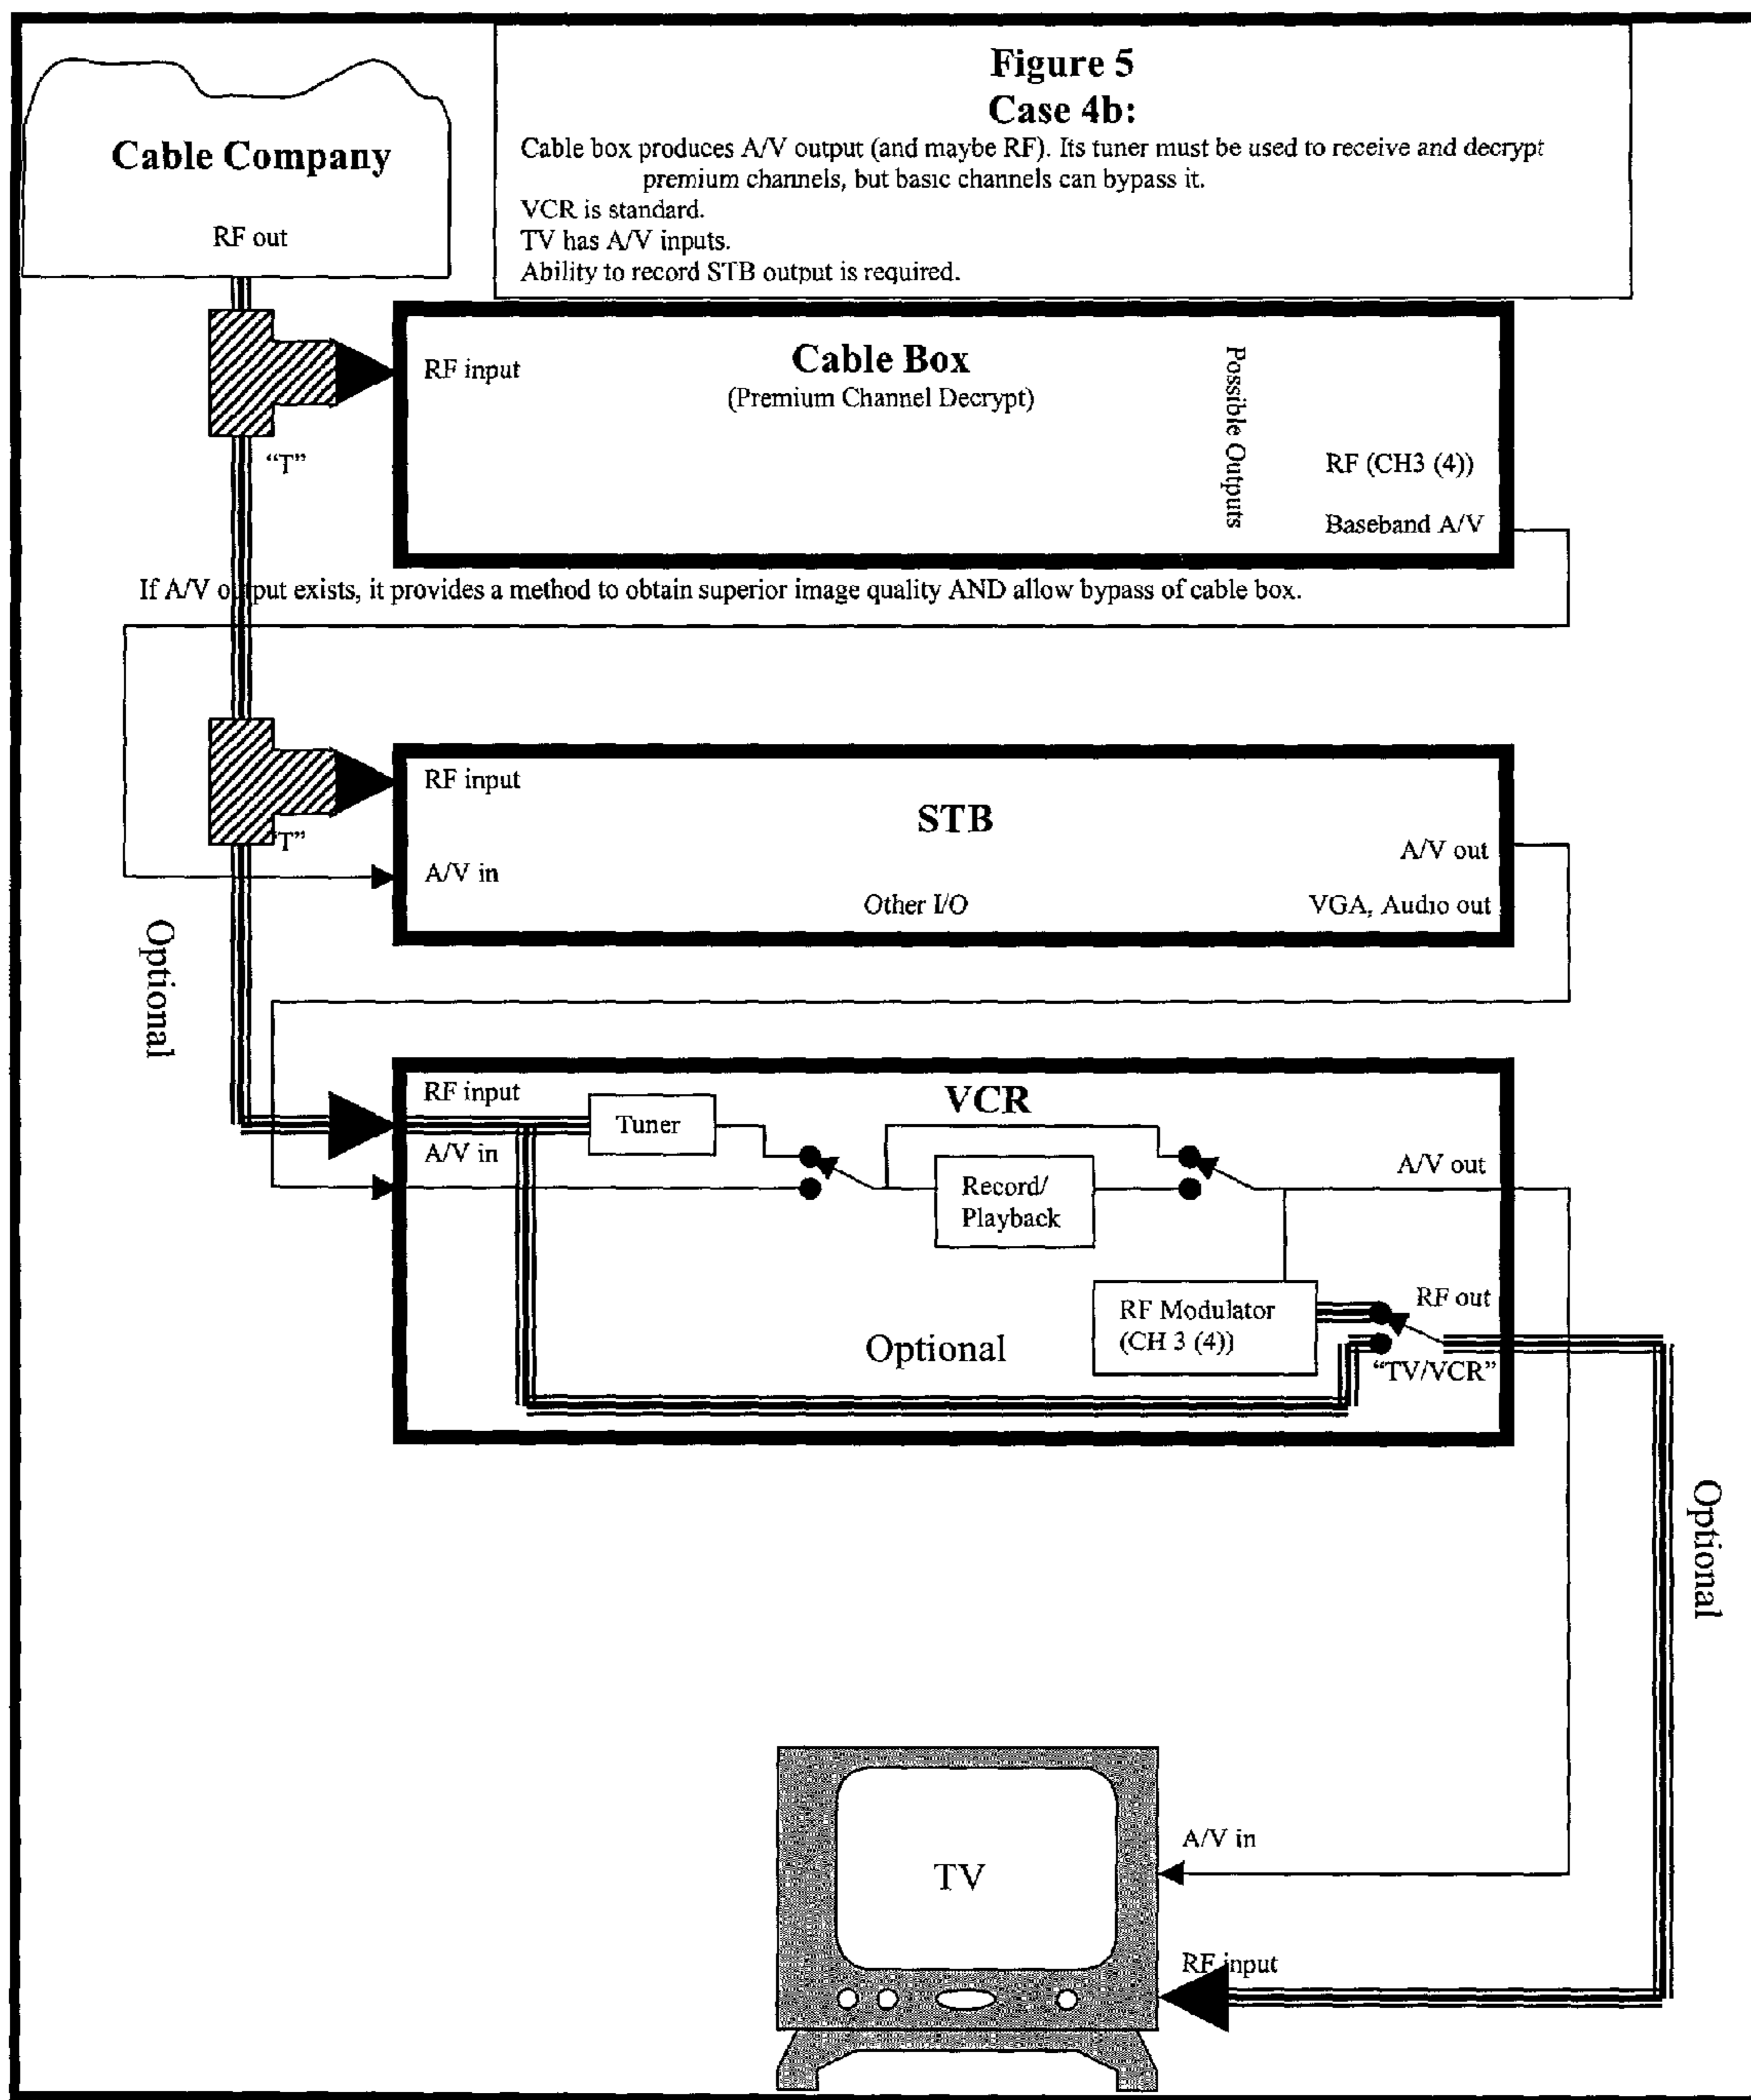 Figure 5
Case 4b:
Cable box produces A/V output (and maybe RF). Its tuner must be used to receive and decrypt
premium channels, but basic channels can bypass it.
VCR is standard.
TV has A/V inputs.
Ability to record STB output is required.
Cable Company
RF out
RF input
Cable Box
(Premium Channel Decrypt)
Possible Outputs
RF (CH3 (4))
Baseband A/V
“T”
If A/V output exists, it provides a method to obtain superior image quality AND allow bypass of cable box.
RF input
STB
“T”
A/V in
A/V out
Other I/O
VGA, Audio out
Optional
RF input
VCR
Tuner
A/V in
A/V out
Record/
Playback
RF Modulator
(CH 3 (4))
RF out
Optional
“TV/VCR”
Optional
TV
A/V in
RF input